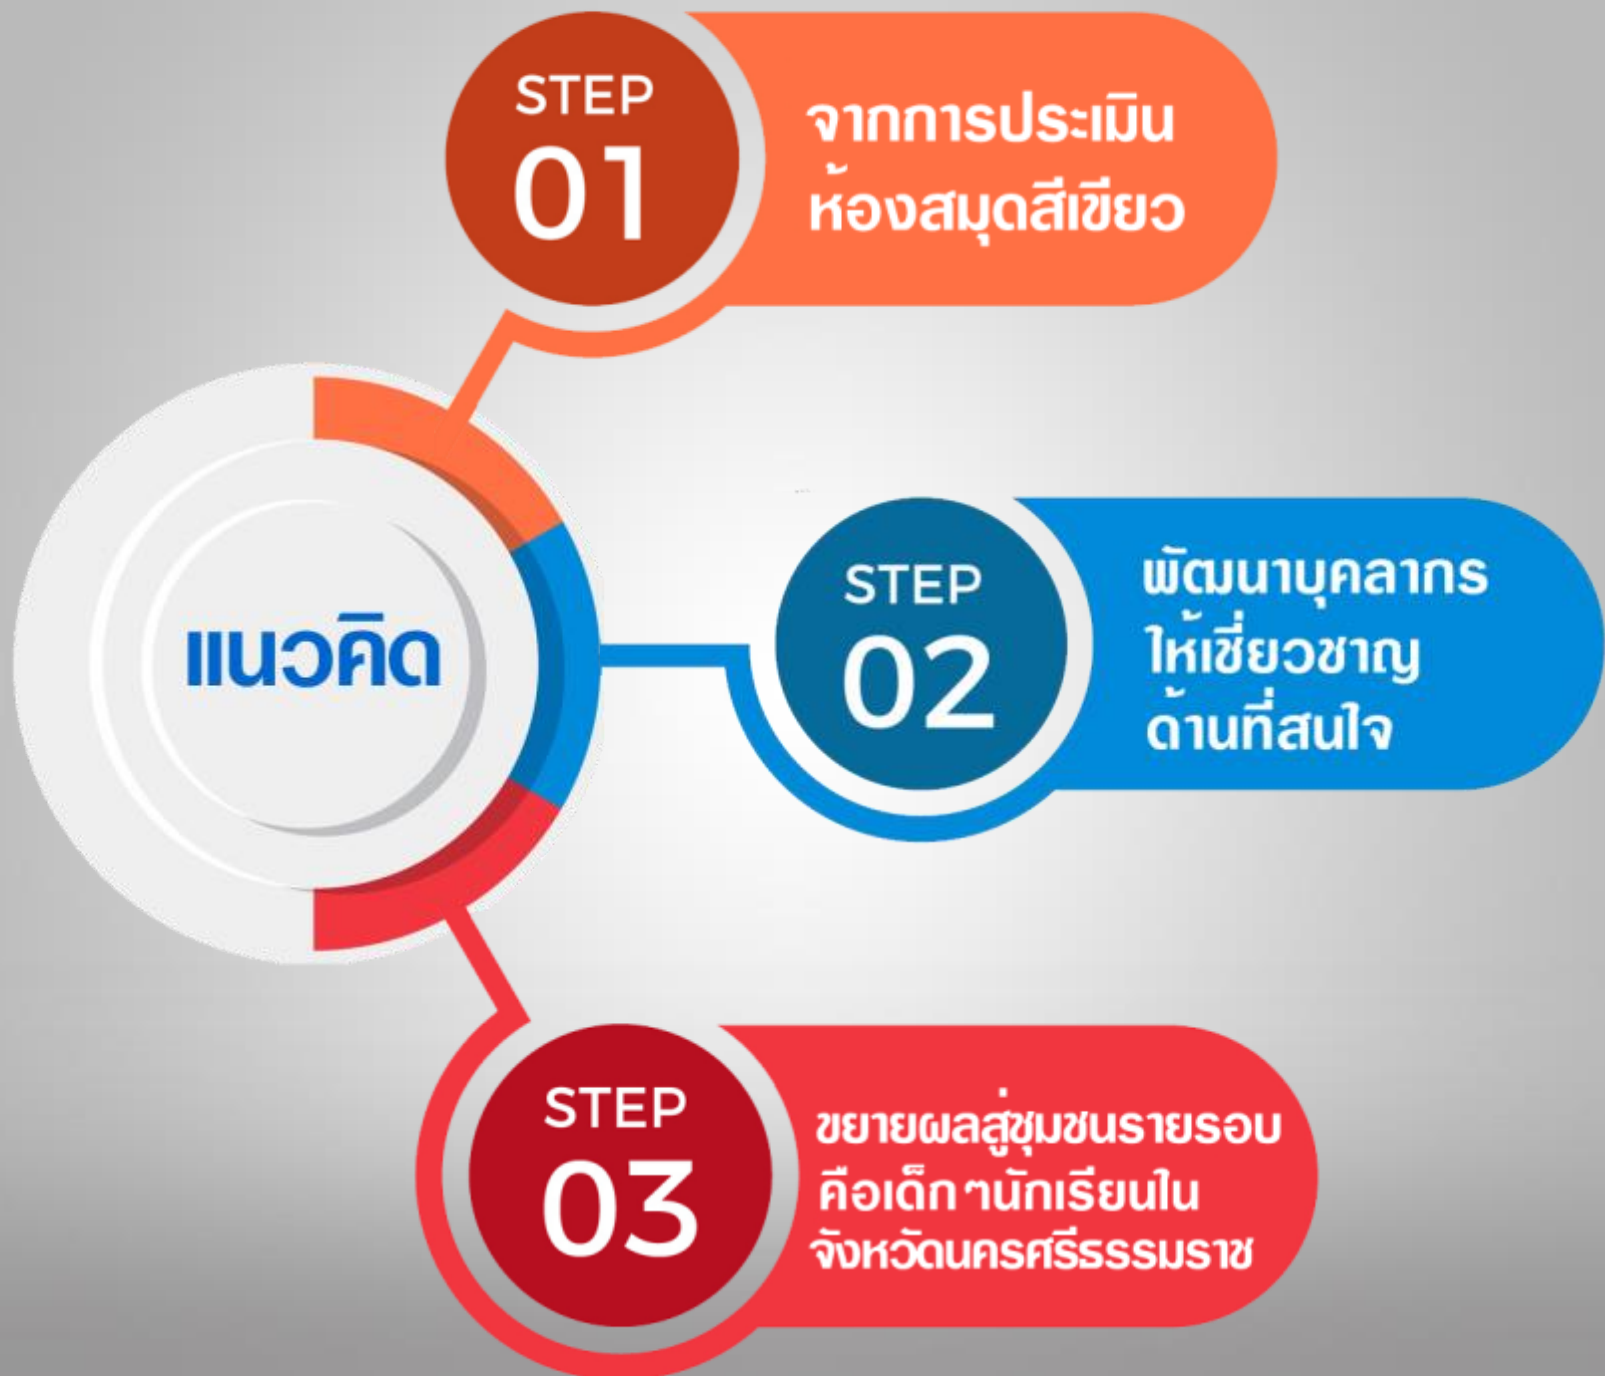 STEP
01
จากการประเมิน
ห้องสมุดสีเขียว
แนวคิด
STEP
02
พัฒนาบุคลากร
ให้เชี่ยวชาญ
ด้านที่สนใจ
STEP
03
ขยายผลสู่ชุมชนรายรอบ
คือเด็กๆนักเรียนใน
จังหวัดนครศรีธรรมราช